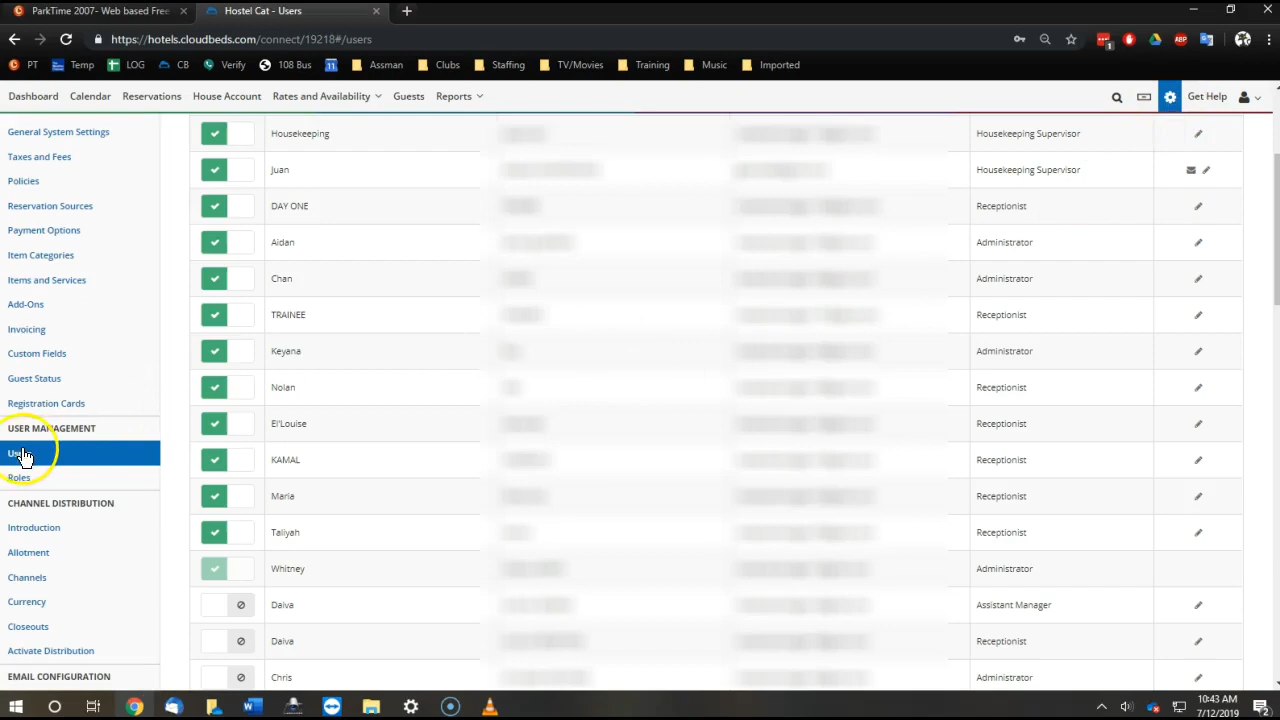 ParkTime 2007- Web based Free
Hostel Cat - Users
https://hotels.cloudbeds.com/connect/19218#/users
1
ABP
PT
Temp
LOG
CB
Verify
108 Bus
31
Assman
Clubs
Staffing
TV/Movies
Training
Music
Imported
Dashboard
Calendar
Reservations
House Account
Rates and Availability
Guests
Reports
Get Help
General System Settings
Taxes and Fees
Policies
Reservation Sources
Payment Options
Item Categories
Items and Services
Add-Ons
Invoicing
Custom Fields
Guest Status
Registration Cards
USER MANAGEMENT
Roles
CHANNEL DISTRIBUTION
Introduction
Allotment
Channels
Currency
Closeouts
Activate Distribution
EMAIL CONFIGURATION
Housekeeping Housekeeping Supervisor
Juan Housekeeping Supervisor
DAY ONE Receptionist
Aidan Administrator
Chan Administrator
TRAINEE Receptionist
Keyana Administrator
Nolan Receptionist
El'Louise Receptionist
KAMAL Receptionist
Maria Receptionist
Taliyah Receptionist
Whitney Administrator
Daiva Assistant Manager
Daiva Receptionist
Chris Administrator
10:43 AM
7/12/2019
2